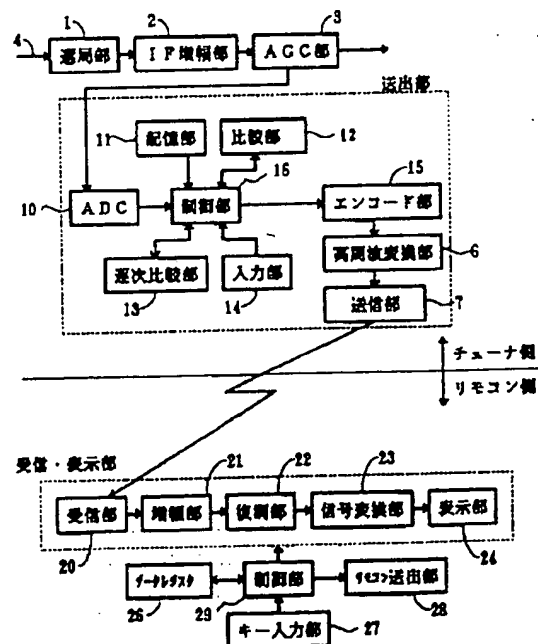 1
2
3
4
選局部
IF増幅部
AGC部
送出部
11
記憶部
比較部
12
16
15
10
ADC
制御部
エンコード部
逐次比較部
入力部
高周波変換部
6
13
14
送信部
7
チューナ側
リモコン側
受信・表示部
21
22
23
受信部
増幅部
復調部
信号変換部
表示部
20
24
データレジスタ
制御部
リモコン送出部
26
29
28
キー入力部
27